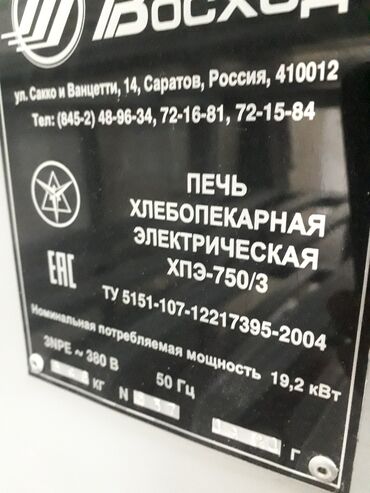 ВОСХОД
ул. Сакко и Ванцетти, 14, Саратов, Россия, 410012
Тел: (845-2) 48-96-34, 72-16-81, 72-15-84
ПЕЧЬ
ХЛЕБОПЕКАРНАЯ
ЭЛЕКТРИЧЕСКАЯ
ХПЭ-750/3
EAC
ТУ 5151-107-12217395-2004
Номинальная потребляемая мощность 19,2 кВт
3NPE ~ 380 В 50 Гц
кг N г